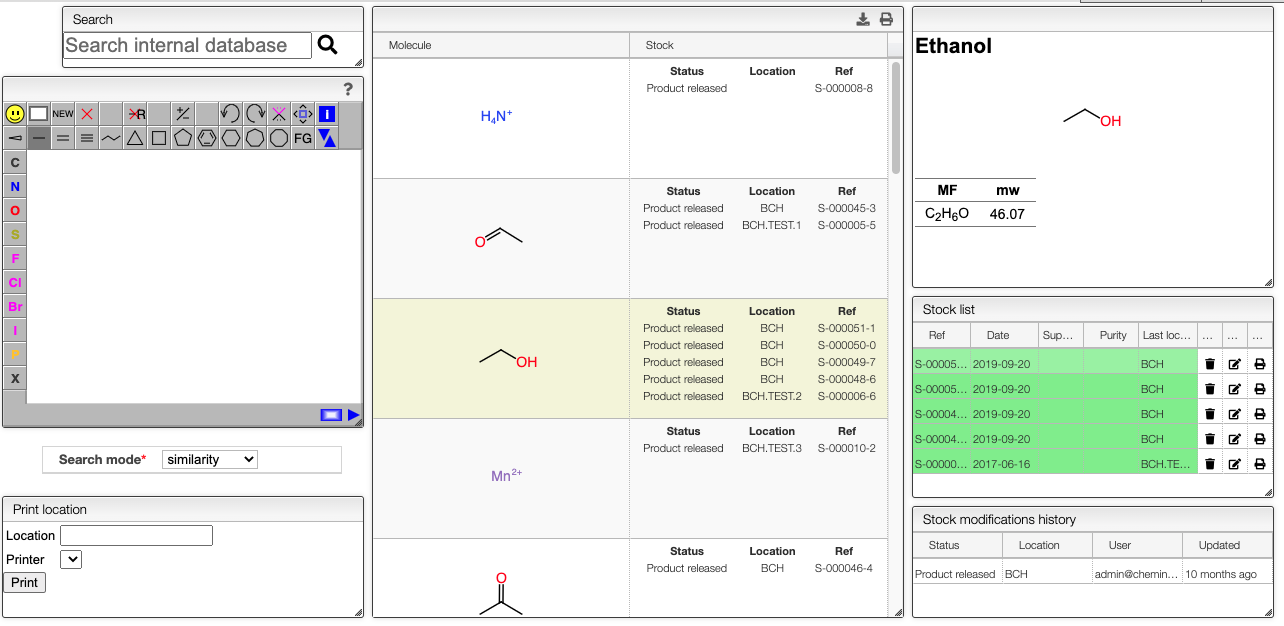 Search
Search internal database
?
NEW R +/- i
FG
C
N
O
S
F
Cl
Br
I
P
X
Search mode* similarity
Print location
Location
Printer
Print
Molecule Stock
Status Location Ref
Product released S-000008-8
H₄N⁺
Status Location Ref
Product released BCH S-000045-3
Product released BCH.TEST.1 S-000005-5
O
Status Location Ref
Product released BCH S-000051-1
Product released BCH S-000050-0
Product released BCH S-000049-7
Product released BCH S-000048-6
Product released BCH.TEST.2 S-000006-6
OH
Status Location Ref
Product released BCH.TEST.3 S-000010-2
Mn²⁺
Status Location Ref
Product released BCH S-000046-4
O
Ethanol
OH
MF mw
C₂H₆O 46.07
Stock list
Ref Date Sup... Purity Last loc... ... ... ...
S-00005... 2019-09-20 BCH
S-00005... 2019-09-20 BCH
S-00004... 2019-09-20 BCH
S-00004... 2019-09-20 BCH
S-00000... 2017-06-16 BCH.TE...
Stock modifications history
Status Location User Updated
Product released BCH admin@chemin... 10 months ago